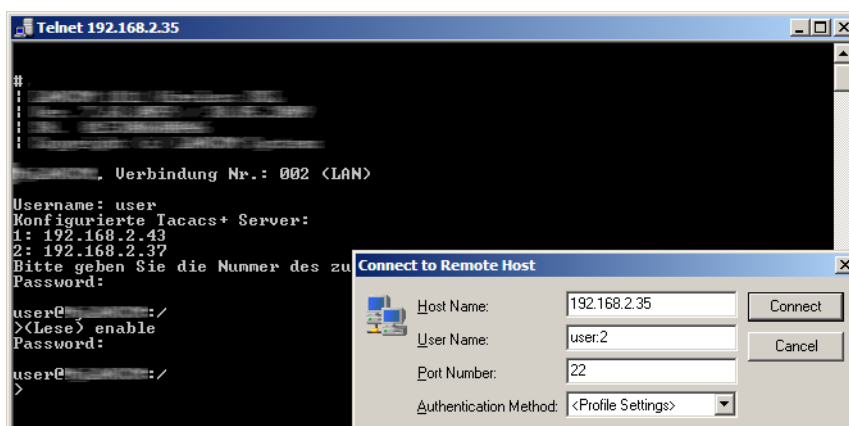 Telnet 192.168.2.35
#
, Verbindung Nr.: 002 (LAN)
Username: user
Konfigurierte Tacacs+ Server:
1: 192.168.2.43
2: 192.168.2.37
Bitte geben Sie die Nummer des zu
Password:
user@ :/
>(Lese) enable
Password:
user@ :/
>
Connect to Remote Host
Host Name: 192.168.2.35
Connect
User Name: user:2
Cancel
Port Number: 22
Authentication Method: <Profile Settings>